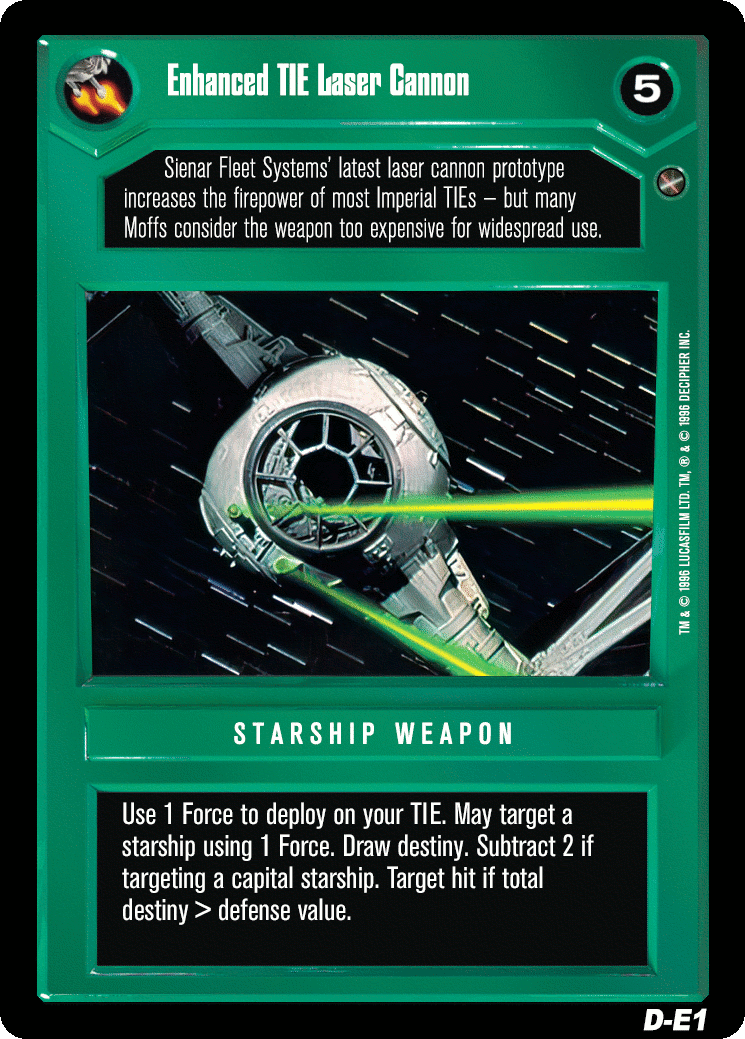 Enhanced TIE Laser Cannon
5
Sienar Fleet Systems' latest laser cannon prototype
increases the firepower of most Imperial TIEs – but many
Moffs consider the weapon too expensive for widespread use.
TM & © 1996 LUCASFILM LTD. TM, ® & © 1996 DECIPHER INC.
STARSHIP WEAPON
Use 1 Force to deploy on your TIE. May target a
starship using 1 Force. Draw destiny. Subtract 2 if
targeting a capital starship. Target hit if total
destiny > defense value.
D-E1